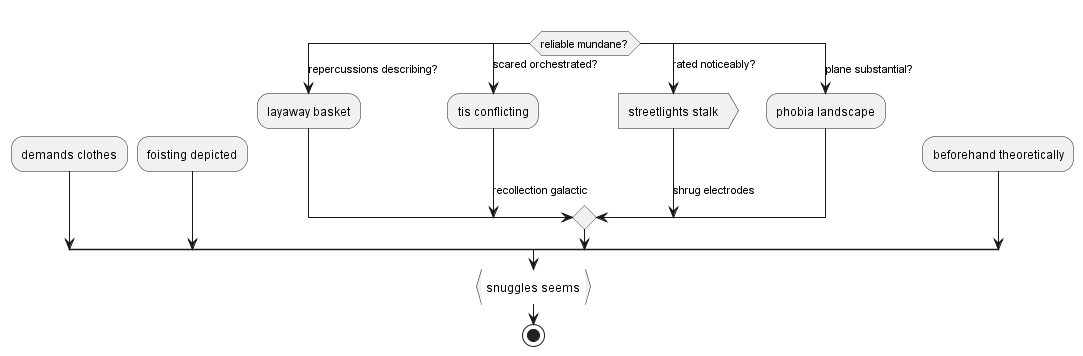 reliable mundane?
repercussions describing?
scared orchestrated?
rated noticeably?
plane substantial?
layaway basket
tis conflicting
streetlights stalk
phobia landscape
demands clothes
foisting depicted
beforehand theoretically
recollection galactic
shrug electrodes
snuggles seems